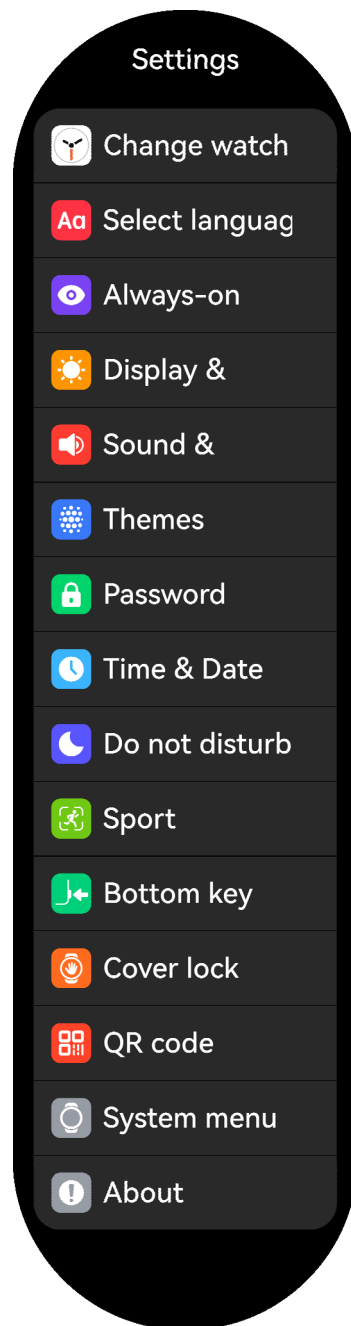 Settings
Change watch
Aa Select languag
Always-on
Display &
Sound &
Themes
Password
Time & Date
Do not disturb
Sport
Bottom key
Cover lock
QR code
System menu
About